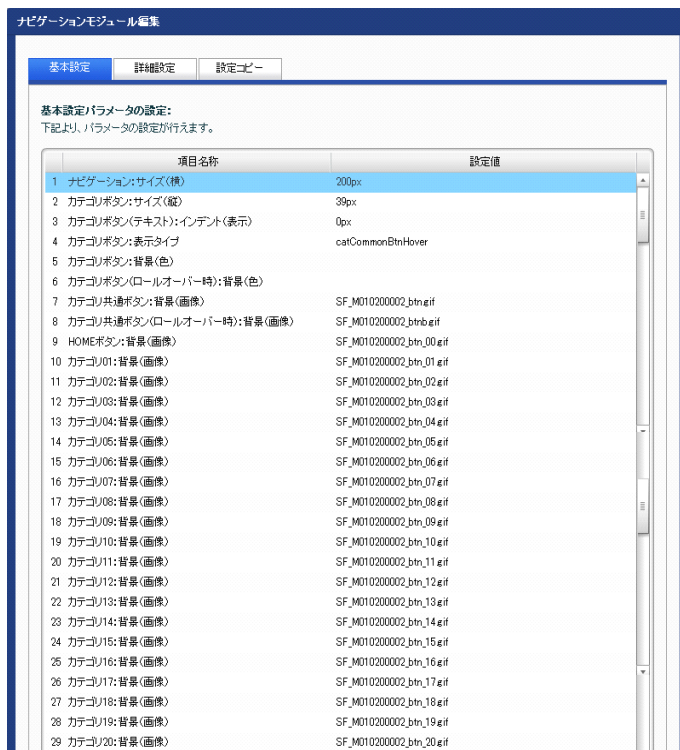 ナビゲーションモジュール編集
基本設定 詳細設定 設定コピー
基本設定パラメータの設定:
下記より、パラメータの設定が行えます。
項目名称 設定値
1 ナビゲーション:サイズ(横) 200px
2 カテゴリボタン:サイズ(縦) 39px
3 カテゴリボタン(テキスト):インデント(表示) 0px
4 カテゴリボタン:表示タイプ catCommonBtnHover
5 カテゴリボタン:背景(色)
6 カテゴリボタン(ロールオーバー時):背景(色)
7 カテゴリ共通ボタン:背景(画像) SF_M010200002_btn.gif
8 カテゴリ共通ボタン(ロールオーバー時):背景(画像) SF_M010200002_btnb.gif
9 HOMEボタン:背景(画像) SF_M010200002_btn_00.gif
10 カテゴリ01:背景(画像) SF_M010200002_btn_01.gif
11 カテゴリ02:背景(画像) SF_M010200002_btn_02.gif
12 カテゴリ03:背景(画像) SF_M010200002_btn_03.gif
13 カテゴリ04:背景(画像) SF_M010200002_btn_04.gif
14 カテゴリ05:背景(画像) SF_M010200002_btn_05.gif
15 カテゴリ06:背景(画像) SF_M010200002_btn_06.gif
16 カテゴリ07:背景(画像) SF_M010200002_btn_07.gif
17 カテゴリ08:背景(画像) SF_M010200002_btn_08.gif
18 カテゴリ09:背景(画像) SF_M010200002_btn_09.gif
19 カテゴリ10:背景(画像) SF_M010200002_btn_10.gif
20 カテゴリ11:背景(画像) SF_M010200002_btn_11.gif
21 カテゴリ12:背景(画像) SF_M010200002_btn_12.gif
22 カテゴリ13:背景(画像) SF_M010200002_btn_13.gif
23 カテゴリ14:背景(画像) SF_M010200002_btn_14.gif
24 カテゴリ15:背景(画像) SF_M010200002_btn_15.gif
25 カテゴリ16:背景(画像) SF_M010200002_btn_16.gif
26 カテゴリ17:背景(画像) SF_M010200002_btn_17.gif
27 カテゴリ18:背景(画像) SF_M010200002_btn_18.gif
28 カテゴリ19:背景(画像) SF_M010200002_btn_19.gif
29 カテゴリ20:背景(画像) SF_M010200002_btn_20.gif